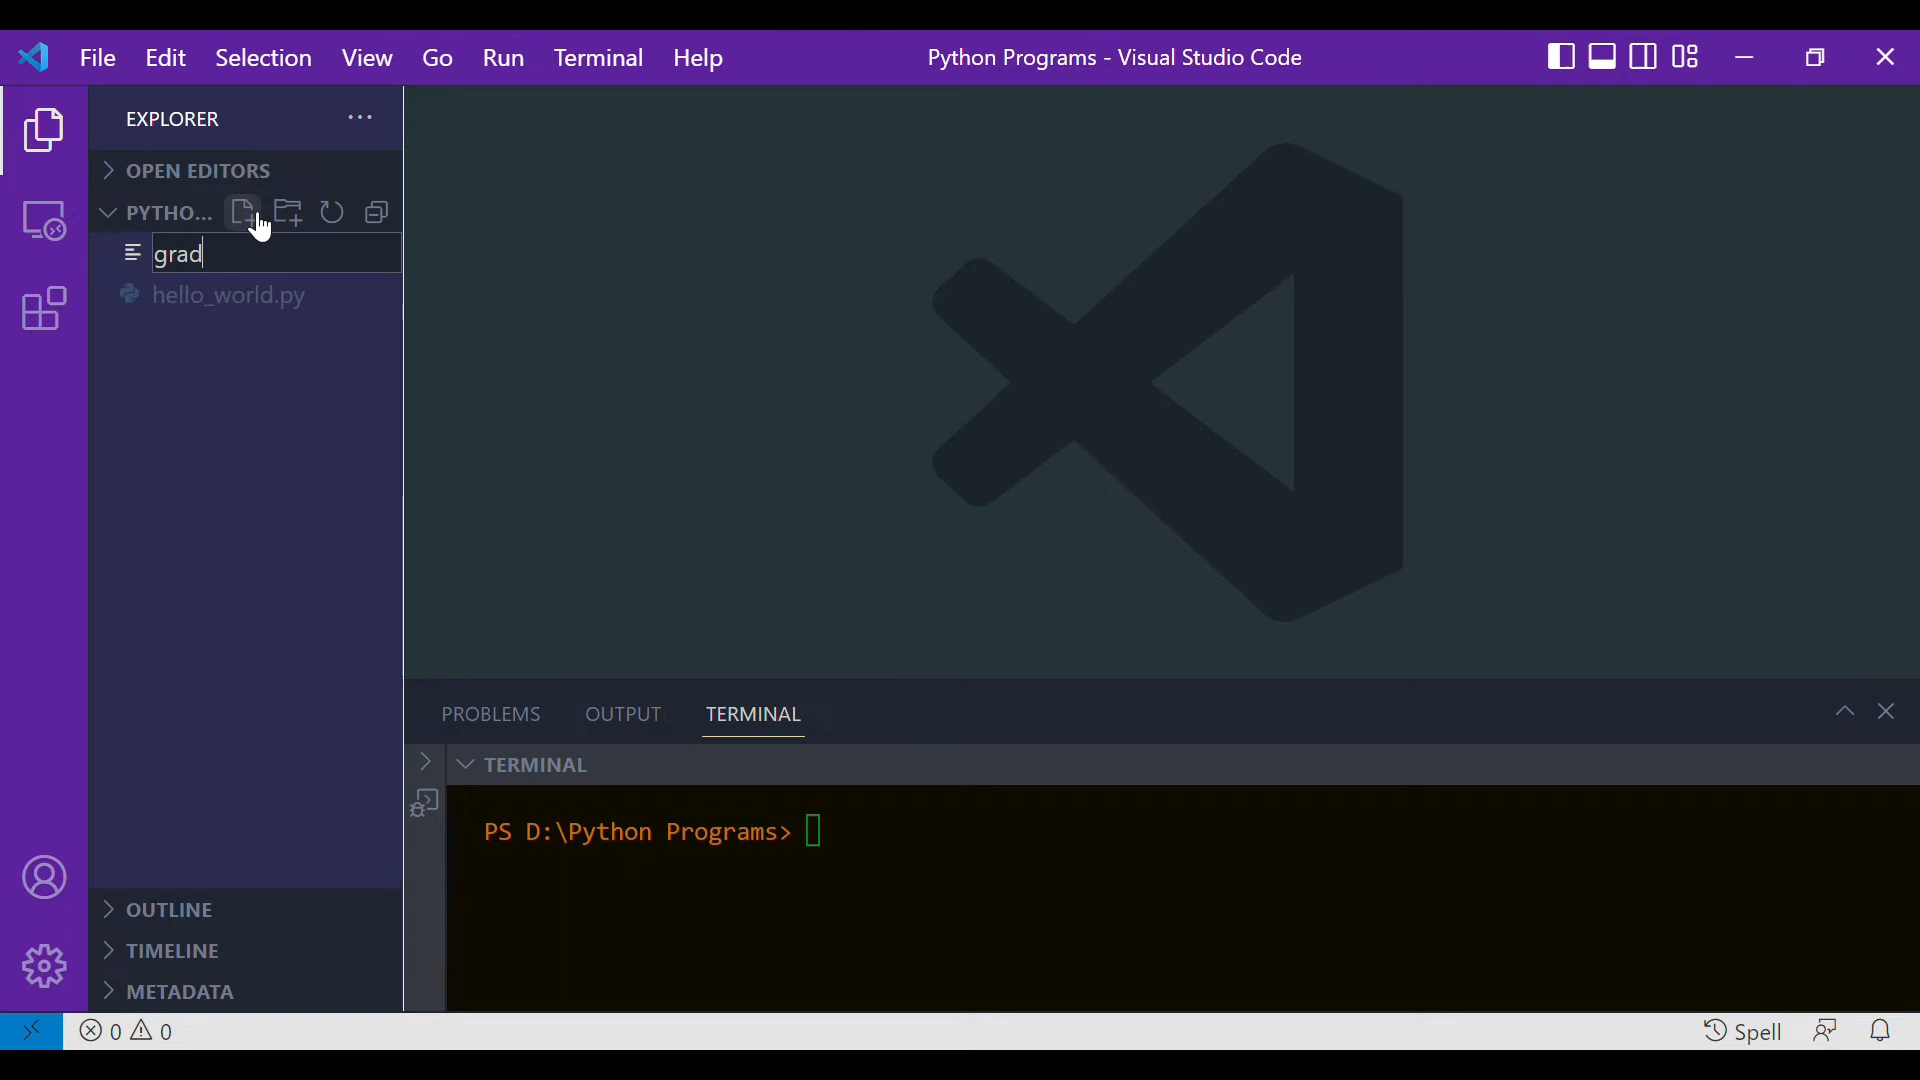 File Edit Selection View Go Run Terminal Help Python Programs - Visual Studio Code
EXPLORER
OPEN EDITORS
PYTHO...
grad
hello_world.py
PROBLEMS OUTPUT TERMINAL
TERMINAL
PS D:\Python Programs>
OUTLINE
TIMELINE
METADATA
0 0 Spell